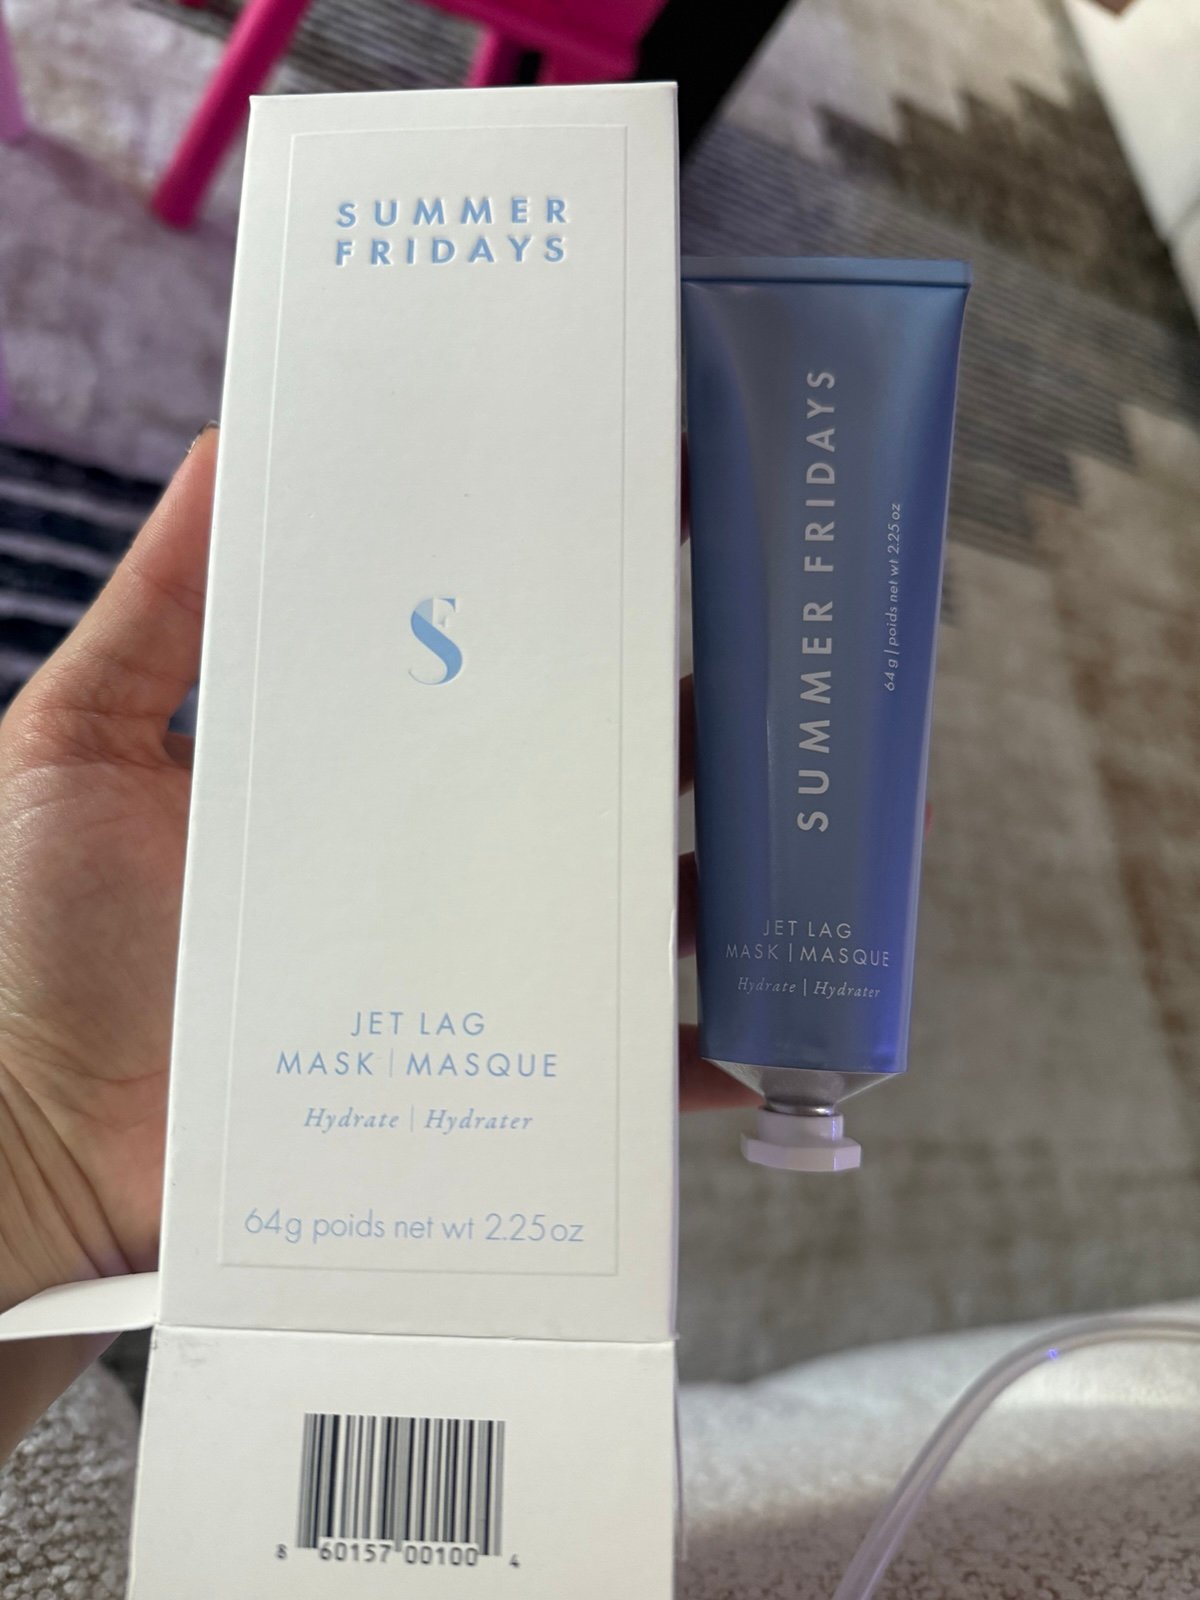 SUMMER
FRIDAYS
SF
JET LAG
MASK | MASQUE
Hydrate | Hydrater
64g poids net wt 2.25oz
8 60157 00100 4
SUMMER FRIDAYS
64 g | poids net wt 2.25 oz
JET LAG
MASK | MASQUE
Hydrate | Hydrater